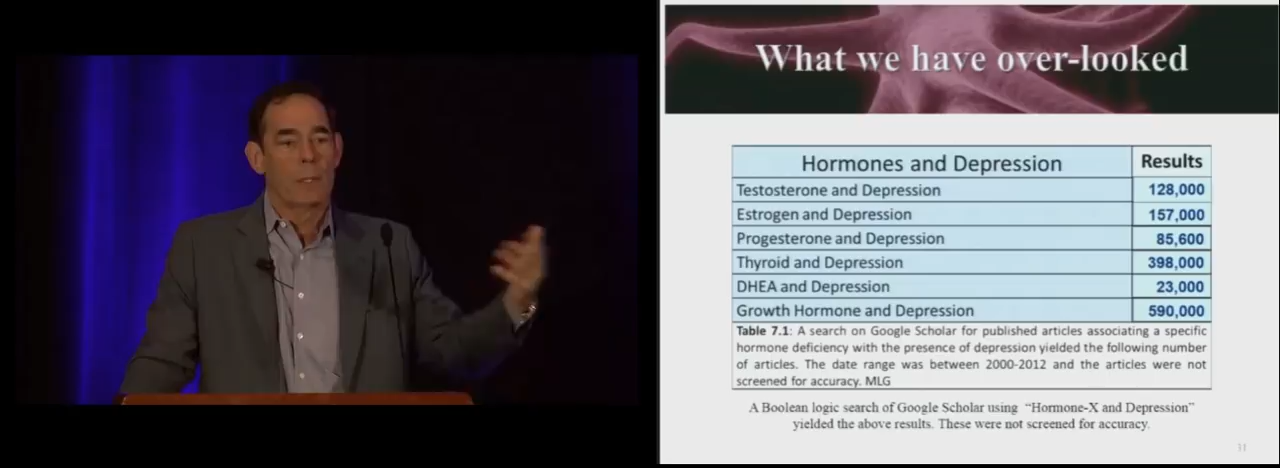 What we have over-looked
Hormones and Depression Results
Testosterone and Depression 128,000
Estrogen and Depression 157,000
Progesterone and Depression 85,600
Thyroid and Depression 398,000
DHEA and Depression 23,000
Growth Hormone and Depression 590,000
Table 7.1: A search on Google Scholar for published articles associating a specific
hormone deficiency with the presence of depression yielded the following number
of articles. The date range was between 2000-2012 and the articles were not
screened for accuracy. MLG
A Boolean logic search of Google Scholar using "Hormone-X and Depression"
yielded the above results. These were not screened for accuracy.